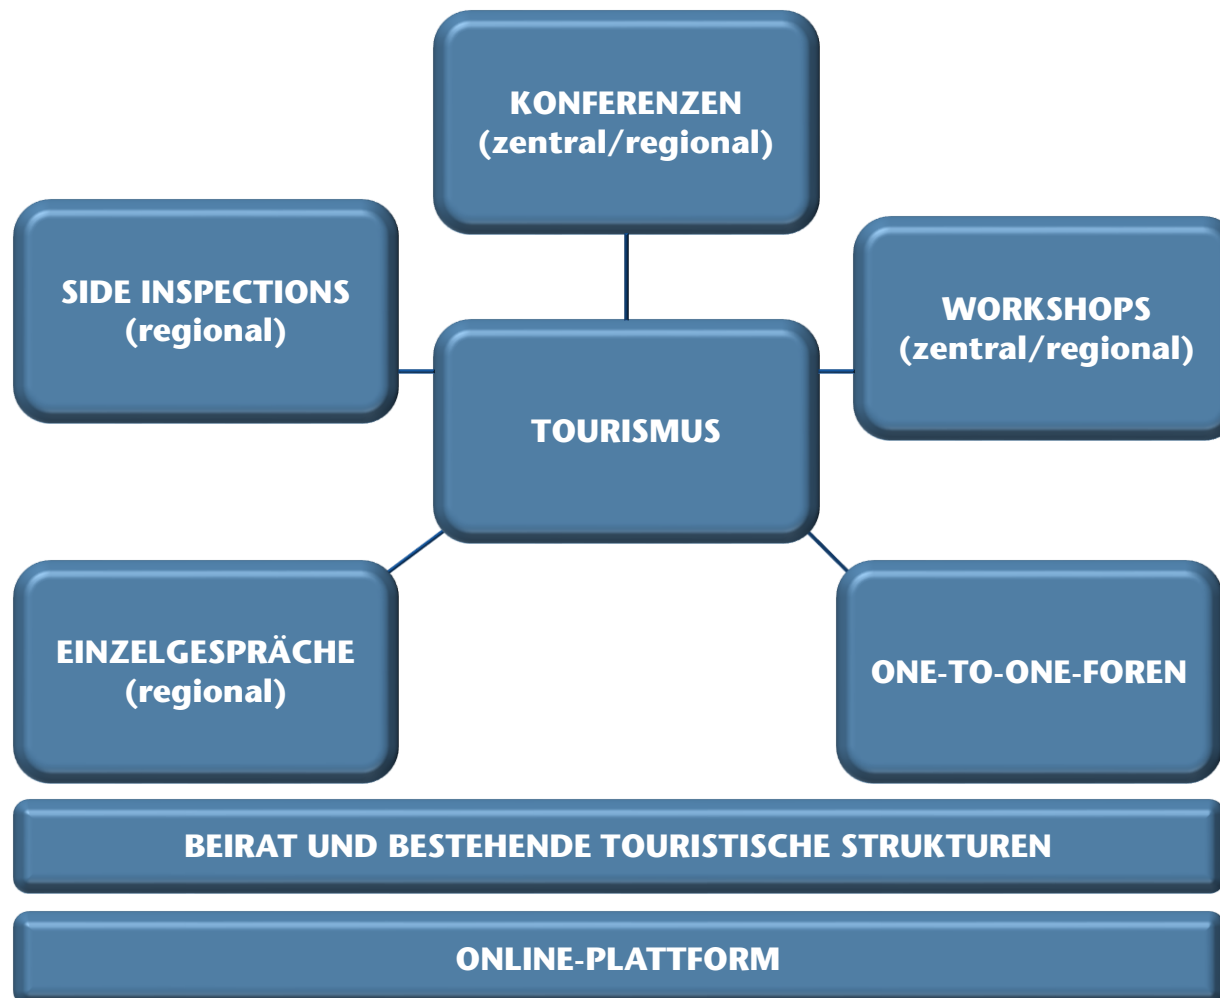 KONFERENZEN
(zentral/regional)
SIDE INSPECTIONS
(regional)
WORKSHOPS
(zentral/regional)
TOURISMUS
EINZELGESPRÄCHE
(regional)
ONE-TO-ONE-FOREN
BEIRAT UND BESTEHENDE TOURISTISCHE STRUKTUREN
ONLINE-PLATTFORM